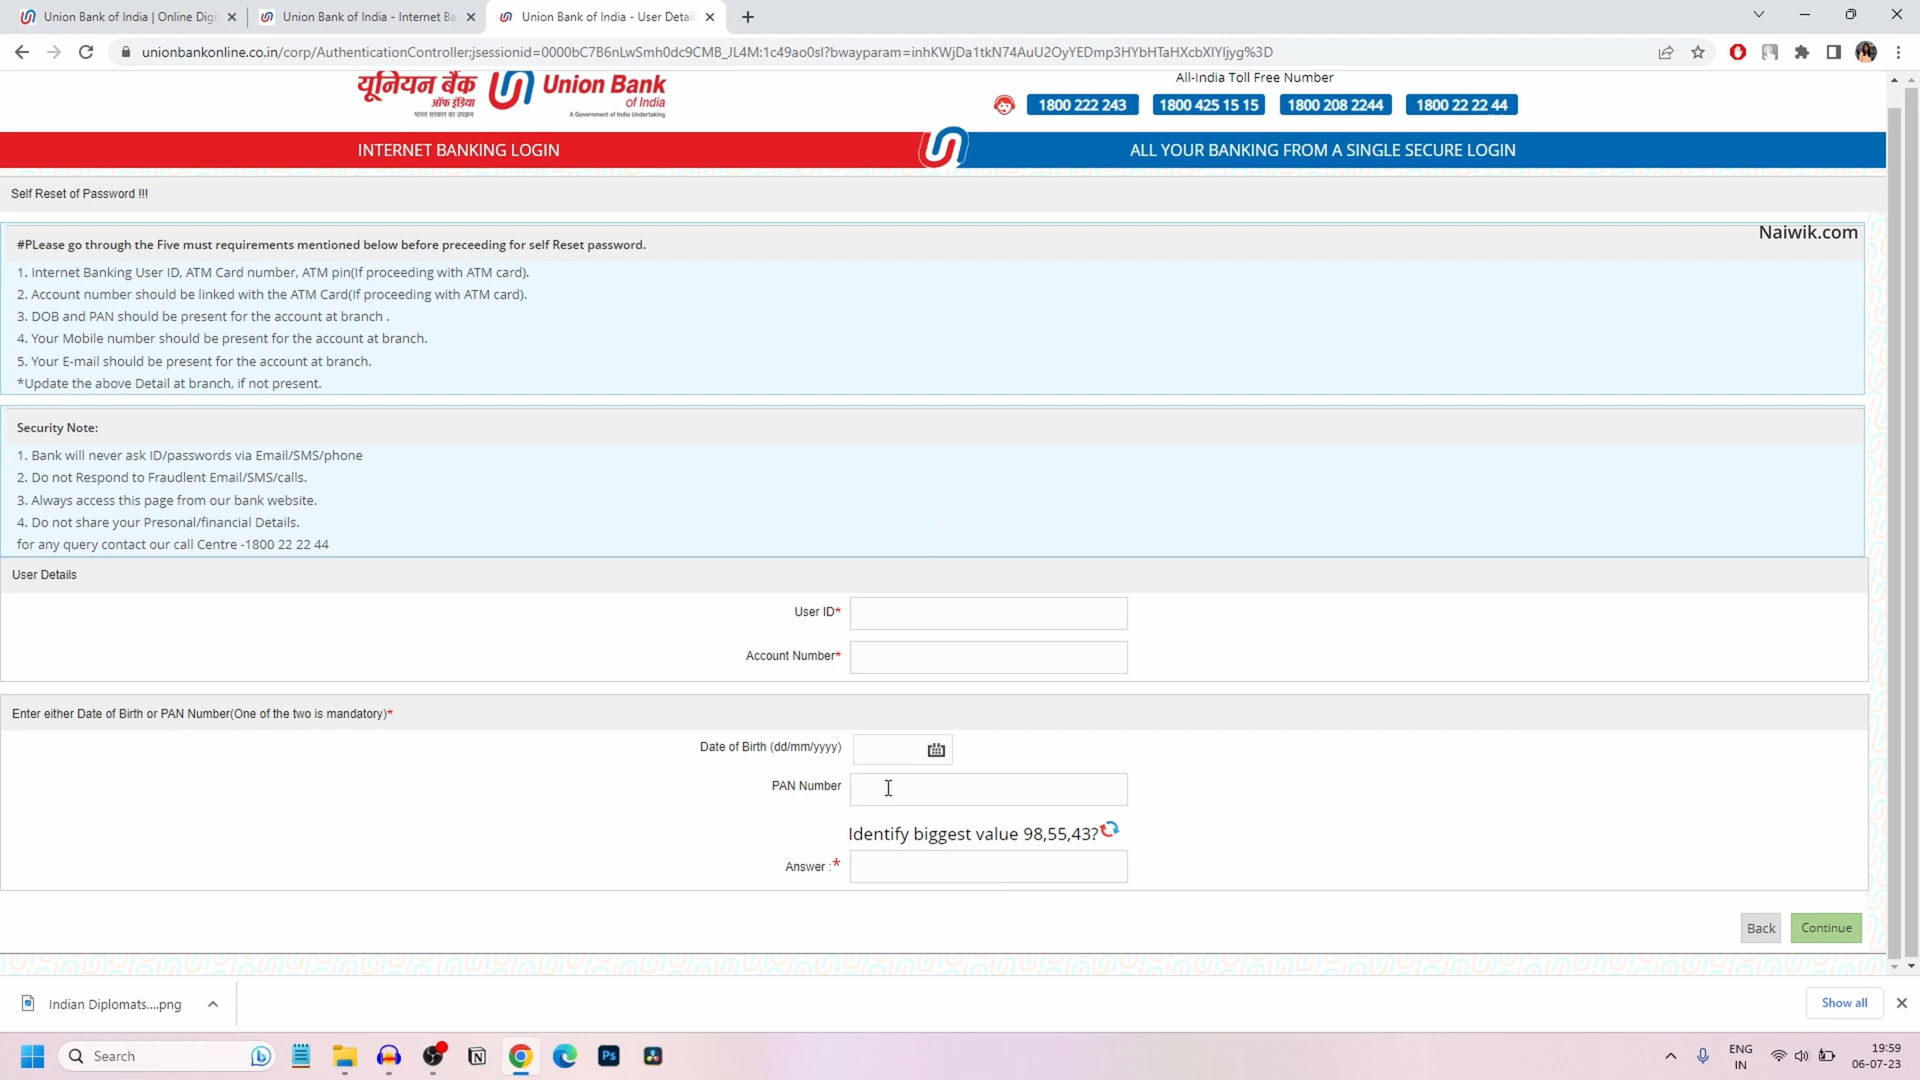 Union Bank of India | Online Digi
Union Bank of India - Internet Ba
Union Bank of India - User Detail
unionbankonline.co.in/corp/AuthenticationController;jsessionid=0000bC7B6nLwSmh0dc9CMB_JL4M:1c49ao0sl?bwayparam=inhKWjDa1tkN74AuU2OyYEDmp3HYbHTaHXcbXIYljyg%3D
यूनियन बैंक
ऑफ इंडिया
भारत सरकार का उपक्रम
Union Bank
of India
A Government of India Undertaking
All-India Toll Free Number
1800 222 243
1800 425 15 15
1800 208 2244
1800 22 22 44
INTERNET BANKING LOGIN
ALL YOUR BANKING FROM A SINGLE SECURE LOGIN
Self Reset of Password !!!
Naiwik.com
#PLease go through the Five must requirements mentioned below before preceeding for self Reset password.
1. Internet Banking User ID, ATM Card number, ATM pin(If proceeding with ATM card).
2. Account number should be linked with the ATM Card(If proceeding with ATM card).
3. DOB and PAN should be present for the account at branch .
4. Your Mobile number should be present for the account at branch.
5. Your E-mail should be present for the account at branch.
*Update the above Detail at branch, if not present.
Security Note:
1. Bank will never ask ID/passwords via Email/SMS/phone
2. Do not Respond to Fraudlent Email/SMS/calls.
3. Always access this page from our bank website.
4. Do not share your Presonal/financial Details.
for any query contact our call Centre -1800 22 22 44
User Details
User ID*
Account Number*
Enter either Date of Birth or PAN Number(One of the two is mandatory)*
Date of Birth (dd/mm/yyyy)
PAN Number
Identify biggest value 98,55,43?
Answer :*
Back
Continue
Indian Diplomats....png
Show all
Search
Ps
ENG
IN
19:59
06-07-23